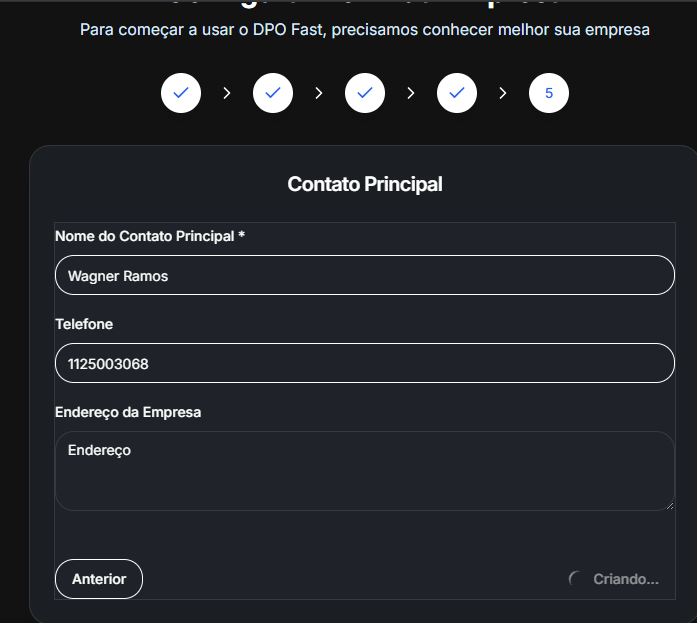 Para começar a usar o DPO Fast, precisamos conhecer melhor sua empresa
5
Contato Principal
Nome do Contato Principal *
Wagner Ramos
Telefone
1125003068
Endereço da Empresa
Endereço
Anterior
Criando...